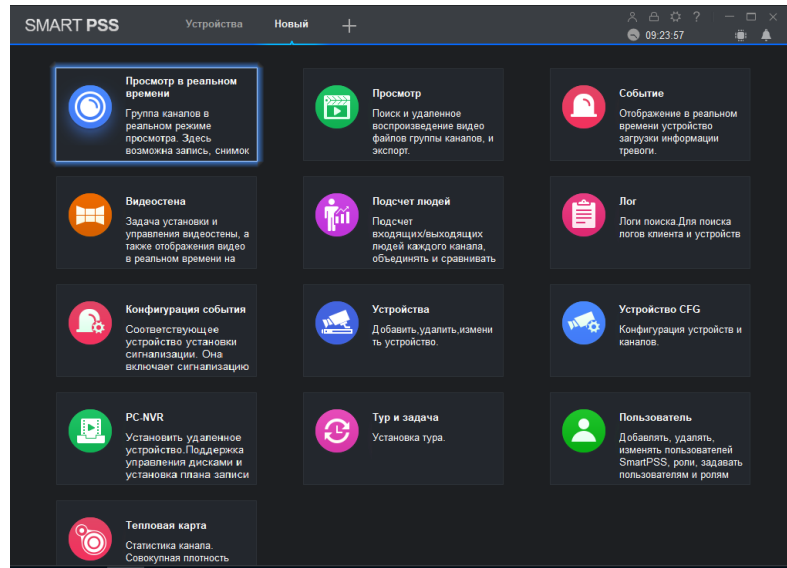 SMART PSS
Устройства
Новый
09:23:57
Просмотр в реальном
времени
Группа каналов в
реальном режиме
просмотра. Здесь
возможна запись, снимок
Просмотр
Поиск и удаленное
воспроизведение видео
файлов группы каналов, и
экспорт.
Событие
Отображение в реальном
времени устройство
загрузки информации
тревоги.
Видеостена
Задача установки и
управления видеостены, а
также отображения видео
в реальном времени на
Подсчет людей
Подсчет
входящих/выходящих
людей каждого канала,
объединять и сравнивать
Лог
Логи поиска.Для поиска
логов клиента и устройств
Конфигурация события
Соответствующее
устройство установки
сигнализации. Она
включает сигнализацию
Устройства
Добавить,удалить,измени
ть устройство.
Устройство CFG
Конфигурация устройств и
каналов.
PC-NVR
Установить удаленное
устройство.Поддержка
управления дисками и
установка плана записи
Тур и задача
Установка тура.
Пользователь
Добавлять, удалять,
изменять пользователей
SmartPSS, роли, задавать
пользователям и ролям
Тепловая карта
Статистика канала.
Совокупная плотность